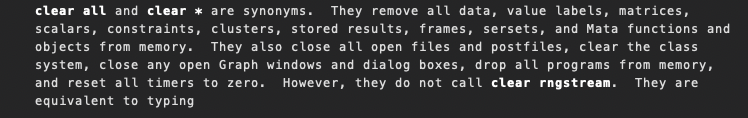 clear all and clear * are synonyms.  They remove all data, value labels, matrices,
scalars, constraints, clusters, stored results, frames, sersets, and Mata functions and
objects from memory.  They also close all open files and postfiles, clear the class
system, close any open Graph windows and dialog boxes, drop all programs from memory,
and reset all timers to zero.  However, they do not call clear rngstream.  They are
equivalent to typing